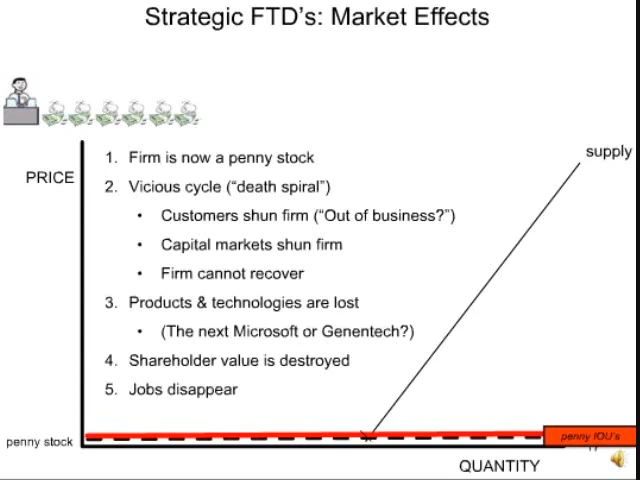 Strategic FTD's: Market Effects
supply
PRICE
1. Firm is now a penny stock
2. Vicious cycle ("death spiral")
• Customers shun firm ("Out of business?")
• Capital markets shun firm
• Firm cannot recover
3. Products & technologies are lost
• (The next Microsoft or Genentech?)
4. Shareholder value is destroyed
5. Jobs disappear
penny stock
penny IOU's
QUANTITY